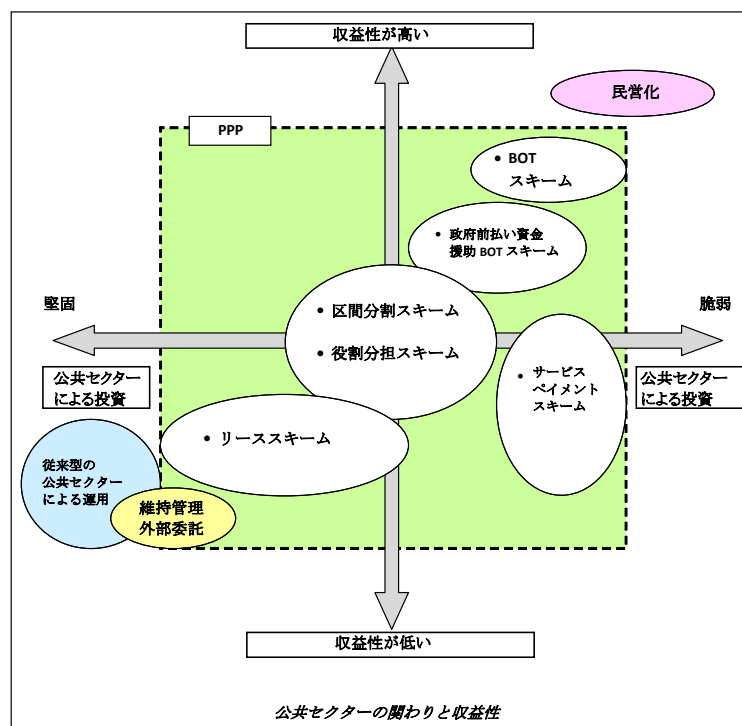 収益性が高い
民営化
PPP
• BOT
スキーム
• 政府前払い資金
援助 BOT スキーム
堅固
脆弱
• 区間分割スキーム
• 役割分担スキーム
• サービス
ペイメント
スキーム
公共セクター
による投資
公共セクター
による投資
• リーススキーム
従来型の
公共セクター
による運用
維持管理
外部委託
収益性が低い
公共セクターの関わりと収益性